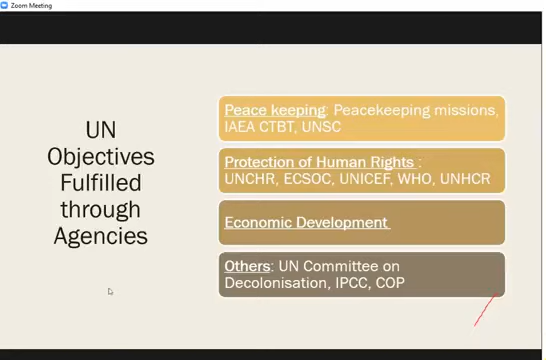 Zoom Meeting
UN
Objectives
Fulfilled
through
Agencies
Peace keeping: Peacekeeping missions,
IAEA CTBT, UNSC
Protection of Human Rights :
UNCHR, ECSOC, UNICEF, WHO, UNHCR
Economic Development
Others: UN Committee on
Decolonisation, IPCC, COP